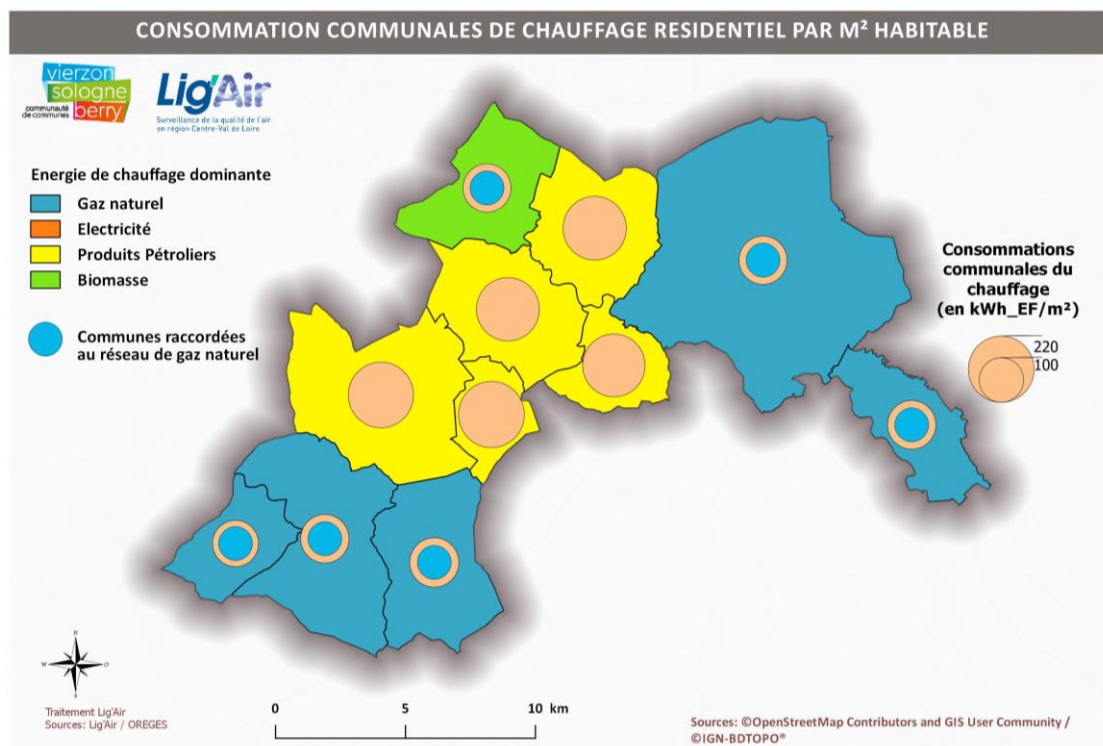 CONSOMMATION COMMUNALES DE CHAUFFAGE RESIDENTIEL PAR M² HABITABLE
vierzon
sologne
berry
communauté
de communes
Lig'Air
Surveillance de la qualité de l'air
en région Centre-Val de Loire
Energie de chauffage dominante
Gaz naturel
Electricité
Produits Pétroliers
Biomasse
Communes raccordées
au réseau de gaz naturel
Consommations
communales du
chauffage
(en kWh_EF/m²)
220
100
N
W
O
S
Traitement Lig'Air
Sources: Lig'Air / OREGES
0 5 10 km
Sources: ©OpenStreetMap Contributors and GIS User Community /
©IGN-BDTOPO®